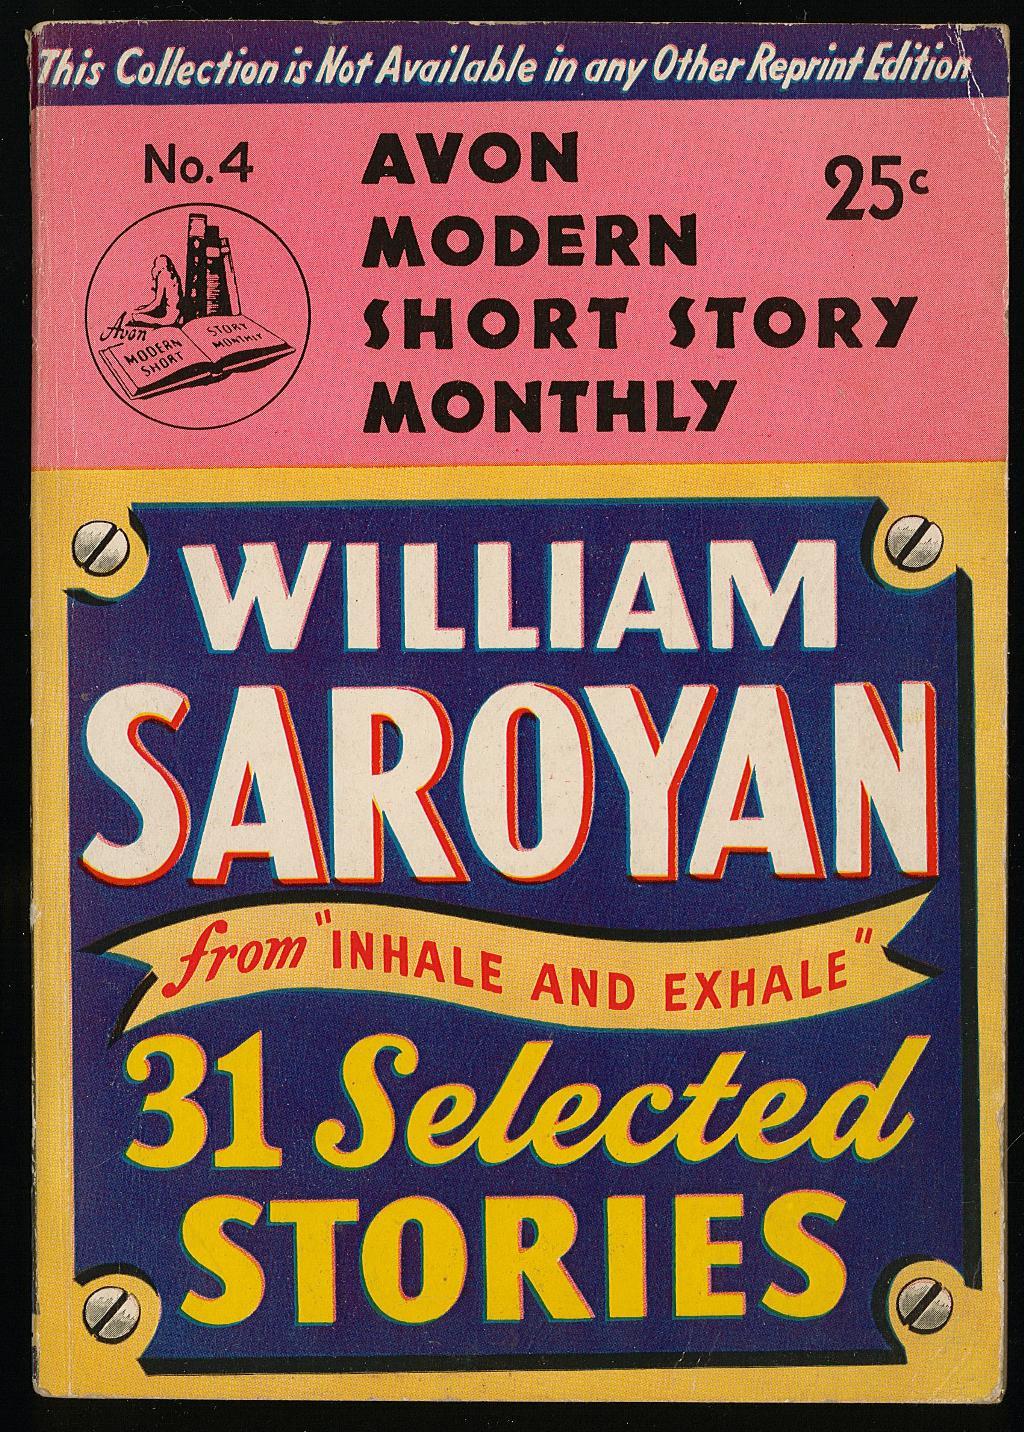 This Collection is Not Available in any Other Reprint Edition
No. 4
AVON
MODERN
SHORT STORY
MONTHLY
25c
Avon
MODERN
SHORT
STORY
MONTHLY
WILLIAM
SAROYAN
from "INHALE AND EXHALE"
31 Selected
STORIES